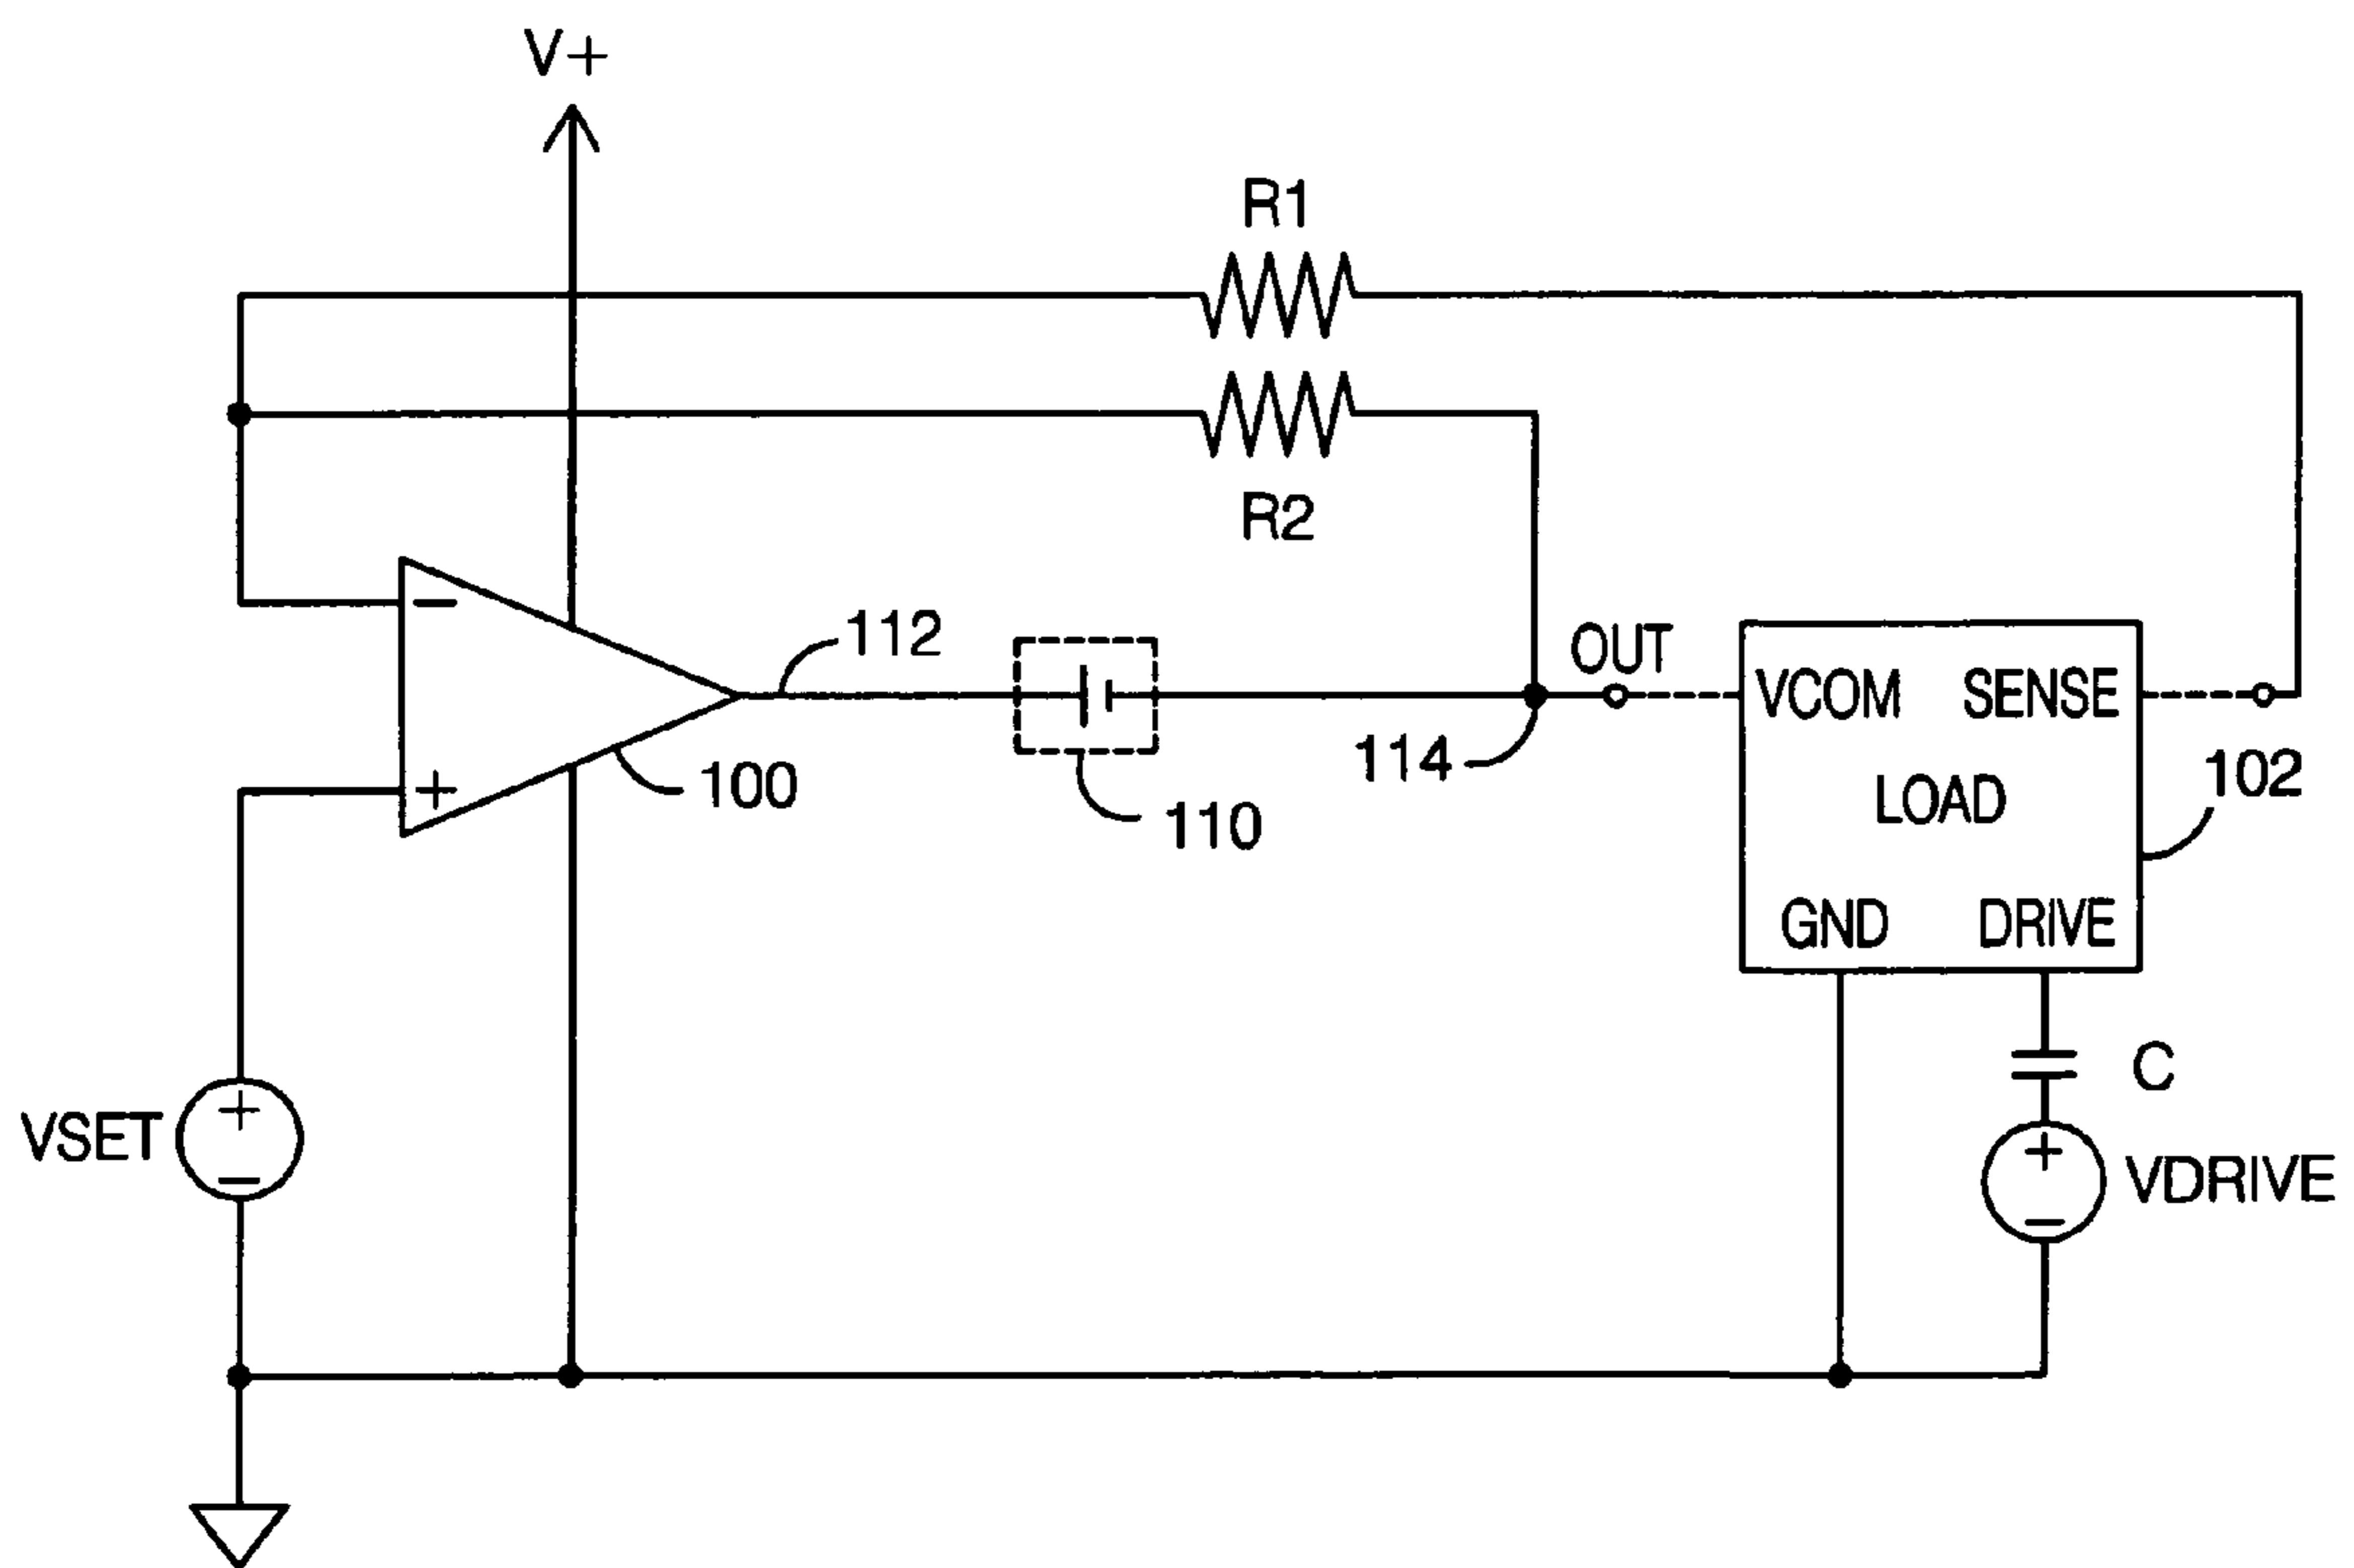 V+
R1
R2
112
OUT
VCOM SENSE
114
102
100
LOAD
110
GND DRIVE
C
VSET
VDRIVE